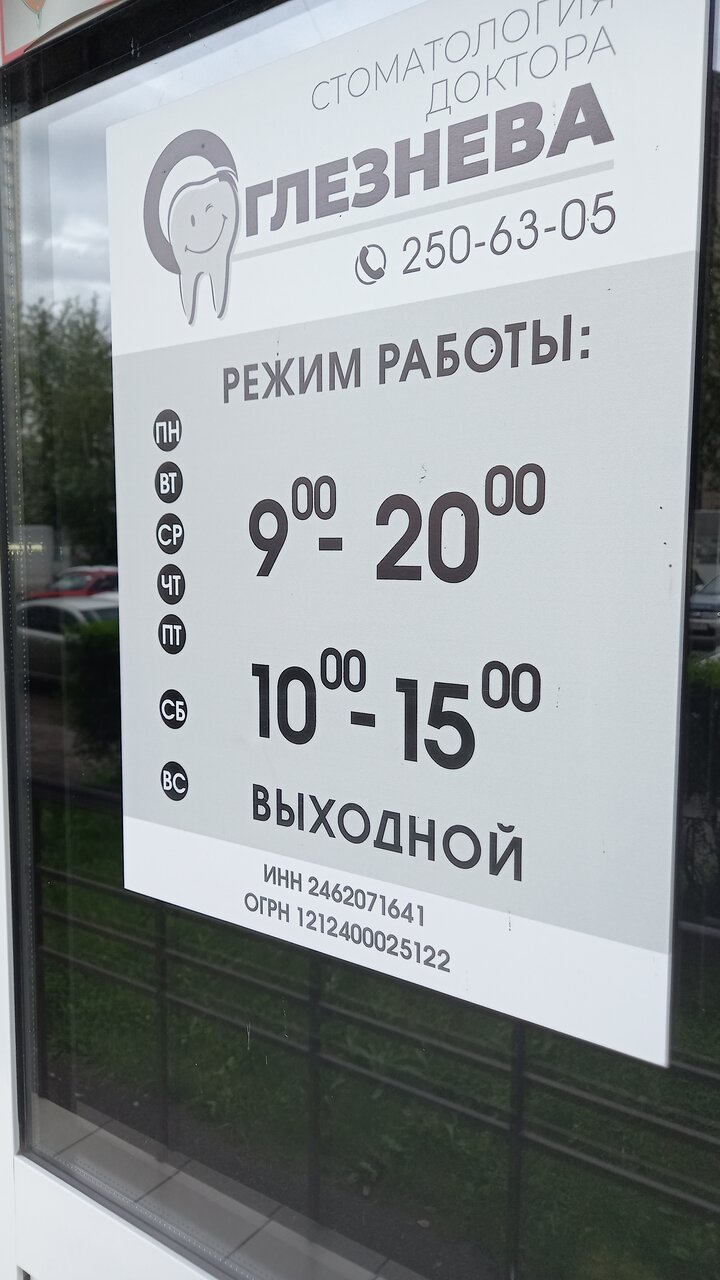 СТОМАТОЛОГИЯ
ДОКТОРА
ГЛЕЗНЕВА
250-63-05
РЕЖИМ РАБОТЫ:
ПН
ВТ
СР
ЧТ
ПТ
9⁰⁰- 20⁰⁰
СБ
10⁰⁰- 15⁰⁰
ВС
ВЫХОДНОЙ
ИНН 2462071641
ОГРН 1212400025122